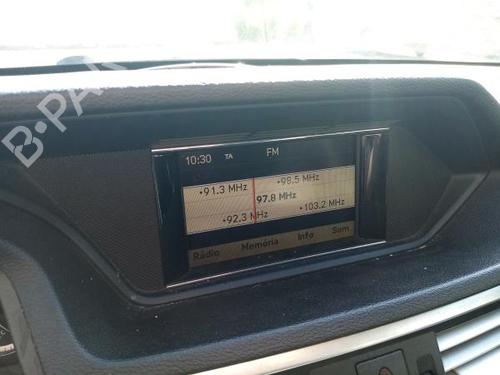 10:30 TA FM
•91.3 MHz •98.5 MHz
97.8 MHz
•92.3 MHz •103.2 MHz
Rádio Memória Info Som
B-PARTS